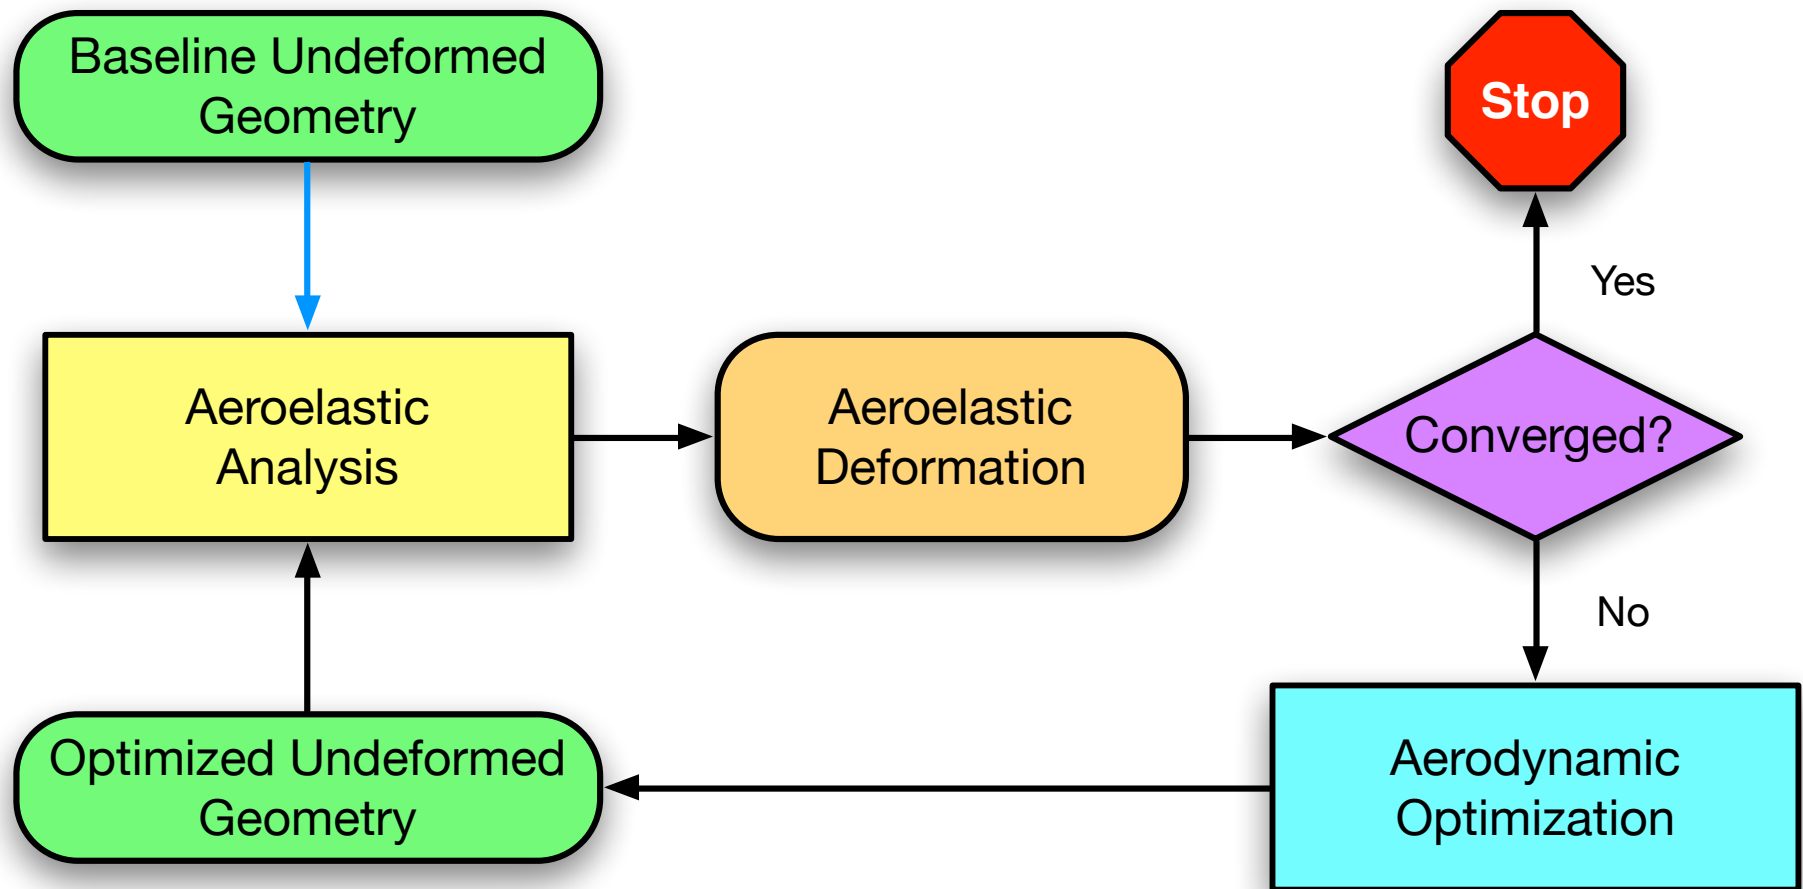 Baseline Undeformed
Geometry
Stop
Yes
Aeroelastic
Analysis
Aeroelastic
Deformation
Converged?
No
Optimized Undeformed
Geometry
Aerodynamic
Optimization